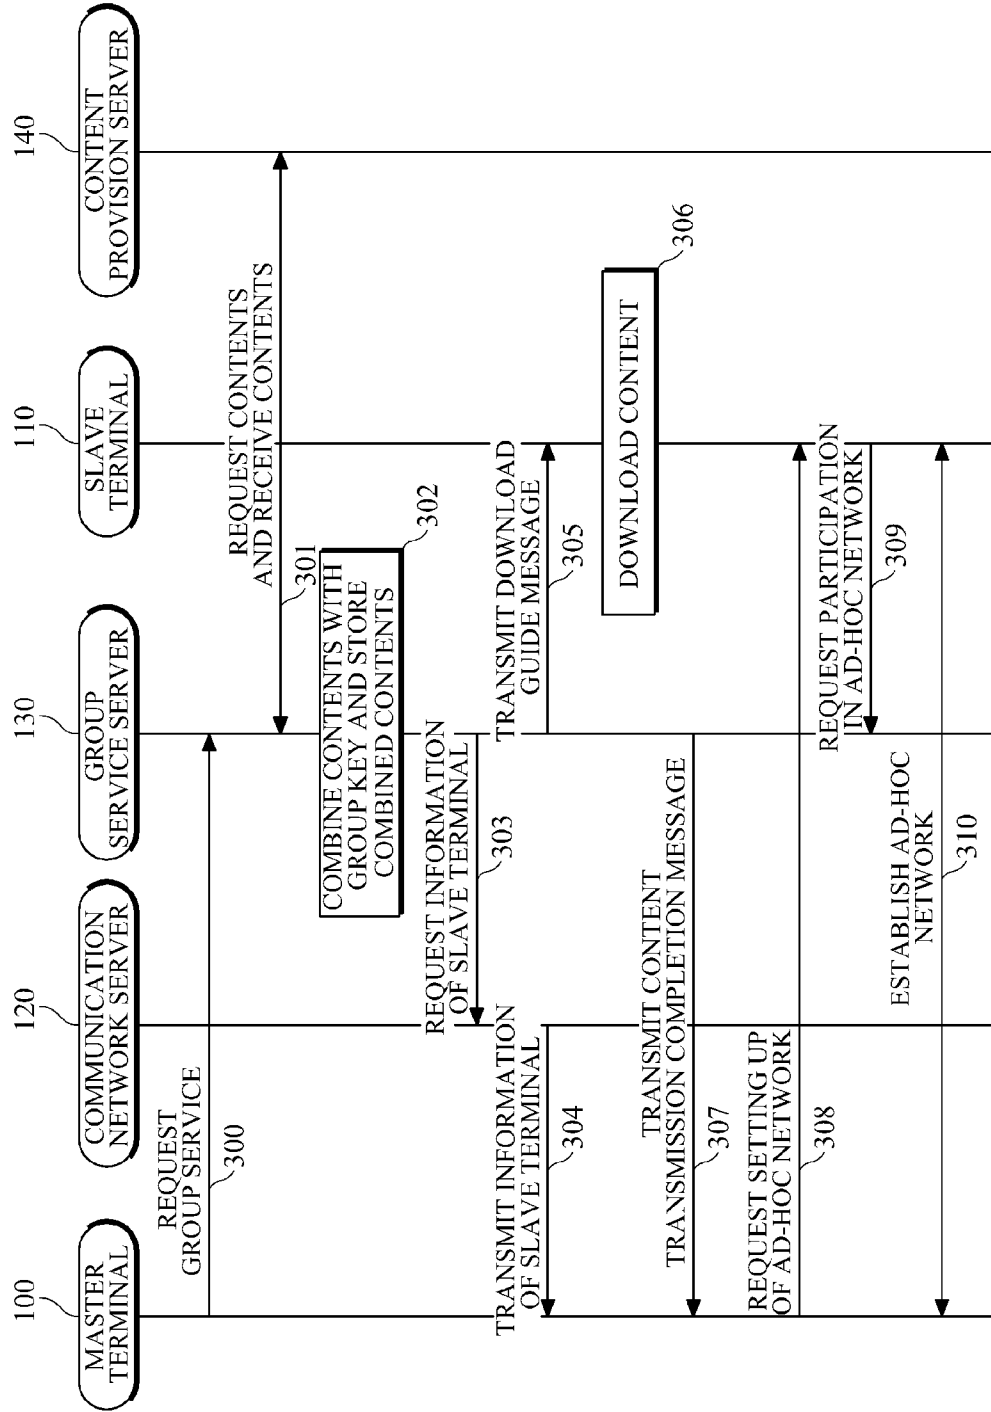 100
MASTER
TERMINAL
120
COMMUNICATION
NETWORK SERVER
130
GROUP
SERVICE SERVER
110
SLAVE
TERMINAL
140
CONTENT
PROVISION SERVER
REQUEST
GROUP SERVICE
300
REQUEST CONTENTS
AND RECEIVE CONTENTS
301
COMBINE CONTENTS WITH
GROUP KEY AND STORE
COMBINED CONTENTS
302
REQUEST INFORMATION
OF SLAVE TERMINAL
303
TRANSMIT INFORMATION
OF SLAVE TERMINAL
304
TRANSMIT DOWNLOAD
GUIDE MESSAGE
305
DOWNLOAD CONTENT
306
TRANSMIT CONTENT
TRANSMISSION COMPLETION MESSAGE
307
REQUEST SETTING UP
OF AD-HOC NETWORK
308
REQUEST PARTICIPATION
IN AD-HOC NETWORK
309
ESTABLISH AD-HOC
NETWORK
310